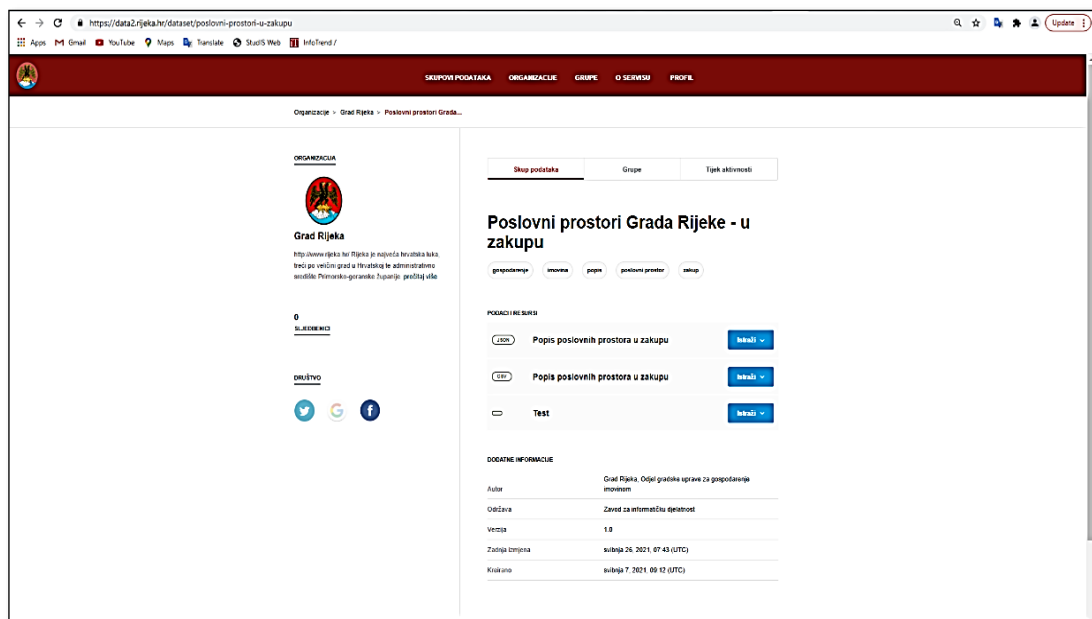 https://data2.rijeka.hr/dataset/poslovni-prostori-u-zakupu
Update
Apps Gmail YouTube Maps Translate StudIS Web InfoTrend /
SKUPOVI PODATAKA ORGANIZACIJE GRUPE O SERVISU PROFIL
Organizacije > Grad Rijeka > Poslovni prostori Grada...
ORGANIZACIJA
Grad Rijeka
http://www.rijeka.hr/ Rijeka je najveća hrvatska luka,
treći po veličini grad u Hrvatskoj te administrativno
središte Primorsko-goranske županije. pročitaj više
0
SLJEDBENICI
DRUŠTVO
Skup podataka Grupe Tijek aktivnosti
Poslovni prostori Grada Rijeke - u
zakupu
gospodarenje imovina popis poslovni prostor zakup
PODACI I RESURSI
JSON Popis poslovnih prostora u zakupu Istraži
CSV Popis poslovnih prostora u zakupu Istraži
Test Istraži
DODATNE INFORMACIJE
Autor Grad Rijeka, Odjel gradske uprave za gospodarenje
imovinom
Održava Zavod za informatičku djelatnost
Verzija 1.0
Zadnja izmjena svibnja 26, 2021, 07:43 (UTC)
Kreirano svibnja 7, 2021, 09:12 (UTC)